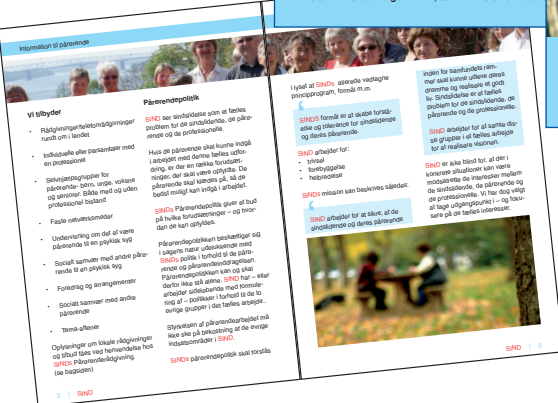 Information til pårørende
Vi tilbyder
• Rådgivning/telefonrådgivninger
rundt om i landet
• Individuelle eller parsamtaler med
en professionel
• Selvhjælpsgrupper for
pårørende- børn, unge, voksne
og seniorer. Både med og uden
professionel bistand
• Faste netværksmøder
• Undervisning om det at være
pårørende til en psykisk syg
• Socialt samvær med andre pårø-
rende til en psykisk syg
• Foredrag og arrangementer
• Socialt samvær med andre
pårørende
• Tema-aftener
Oplysninger om lokale rådgivninger
og tilbud fåes ved henvendelse hos
SINDs Pårørenderådgivning.
(se bagsiden)
2 | SIND
Pårørendepolitik
SIND ser sindslidelse som et fælles
problem for de sindslidende, de pårø-
rende og de professionelle.
Hvis de pårørende skal kunne indgå
i arbejdet med denne fælles udfor-
dring, er der en række forudsæt-
ninger, der skal være opfyldte. De
pårørende skal klædes på, så de
bedst muligt kan indgå i arbejdet.
SINDs Pårørendepolitik giver et bud
på hvilke forudsætninger – og hvor-
dan de kan opfyldes.
Pårørendepolitikken beskæftiger sig
i sagens natur udelukkende med
SINDs politik i forhold til de pårø-
rende og pårørendeinddragelsen.
Pårørendepolitikken kan og skal
derfor ikke stå alene. SIND har – eller
arbejder sideløbende med formule-
ring af – politikker i forhold til de to
øvrige grupper i det fælles arbejde..
Styrkelsen af pårørendearbejdet må
ikke ske på bekostning af de øvrige
indsatsområder i SIND.
SINDs pårørendepolitik skal forstås
i lyset af SINDs allerede vedtagne
principprogram, formål m.m.
SINDS formål er at skabe forstå-
else og tolerance for sindslidende
og deres pårørende.
SIND arbejder for:
• trivsel
• forebyggelse
• helbredelse
SINDs mission kan beskrives således:
SIND arbejder for at sikre, at de
sindslidende og deres pårørende
inden for samfundets ram-
mer skal kunne udleve deres
drømme og realisere et godt
liv. Sindslidelse er et fælles
problem for de sindslidende, de
pårørende og de professionelle.
SIND arbejder for at samle dis-
se grupper i et fælles arbejde
for at realisere visionen.
SIND er ikke blind for, at der i
konkrete situationer kan være
modsatrettede interesser mellem
de sindslidende, de pårørende og
de professionelle. Vi har dog valgt
at tage udgangspunkt i – og foku-
sere på de fælles interesser.
SIND | 3